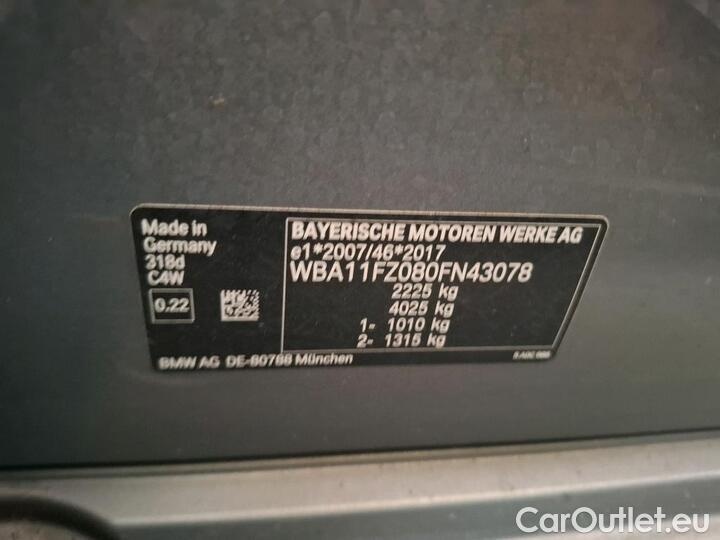 Made in
Germany
318d
C4W
0.22
BAYERISCHE MOTOREN WERKE AG
e1*2007/46*2017
WBA11FZ080FN43078
2225 kg
4025 kg
1- 1010 kg
2- 1315 kg
BMW AG DE-80788 München
CarOutlet.eu